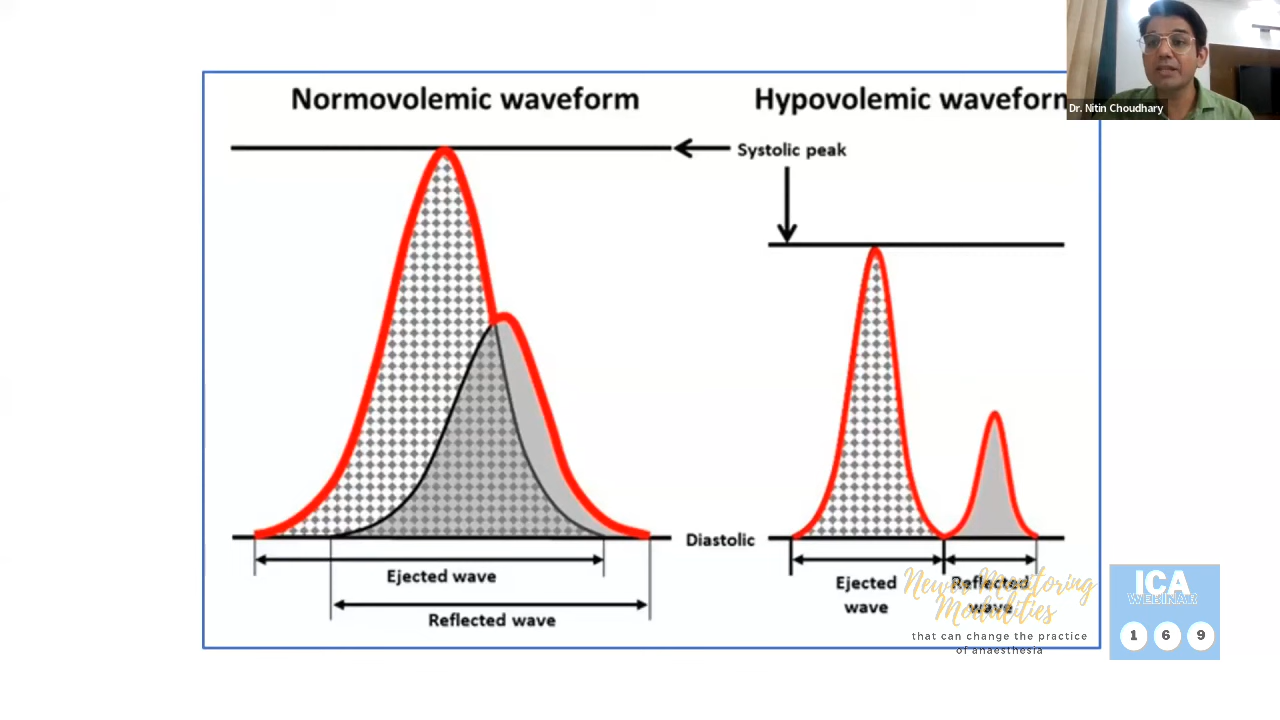 Normovolemic waveform
Hypovolemic waveform
Dr. Nitin Choudhary
Systolic peak
Diastolic
Ejected wave
Reflected wave
Ejected
wave
Reflected
wave
Newer Monitoring
Modalities
that can change the practice
of anaesthesia
ICA
WEBINAR
1 6 9